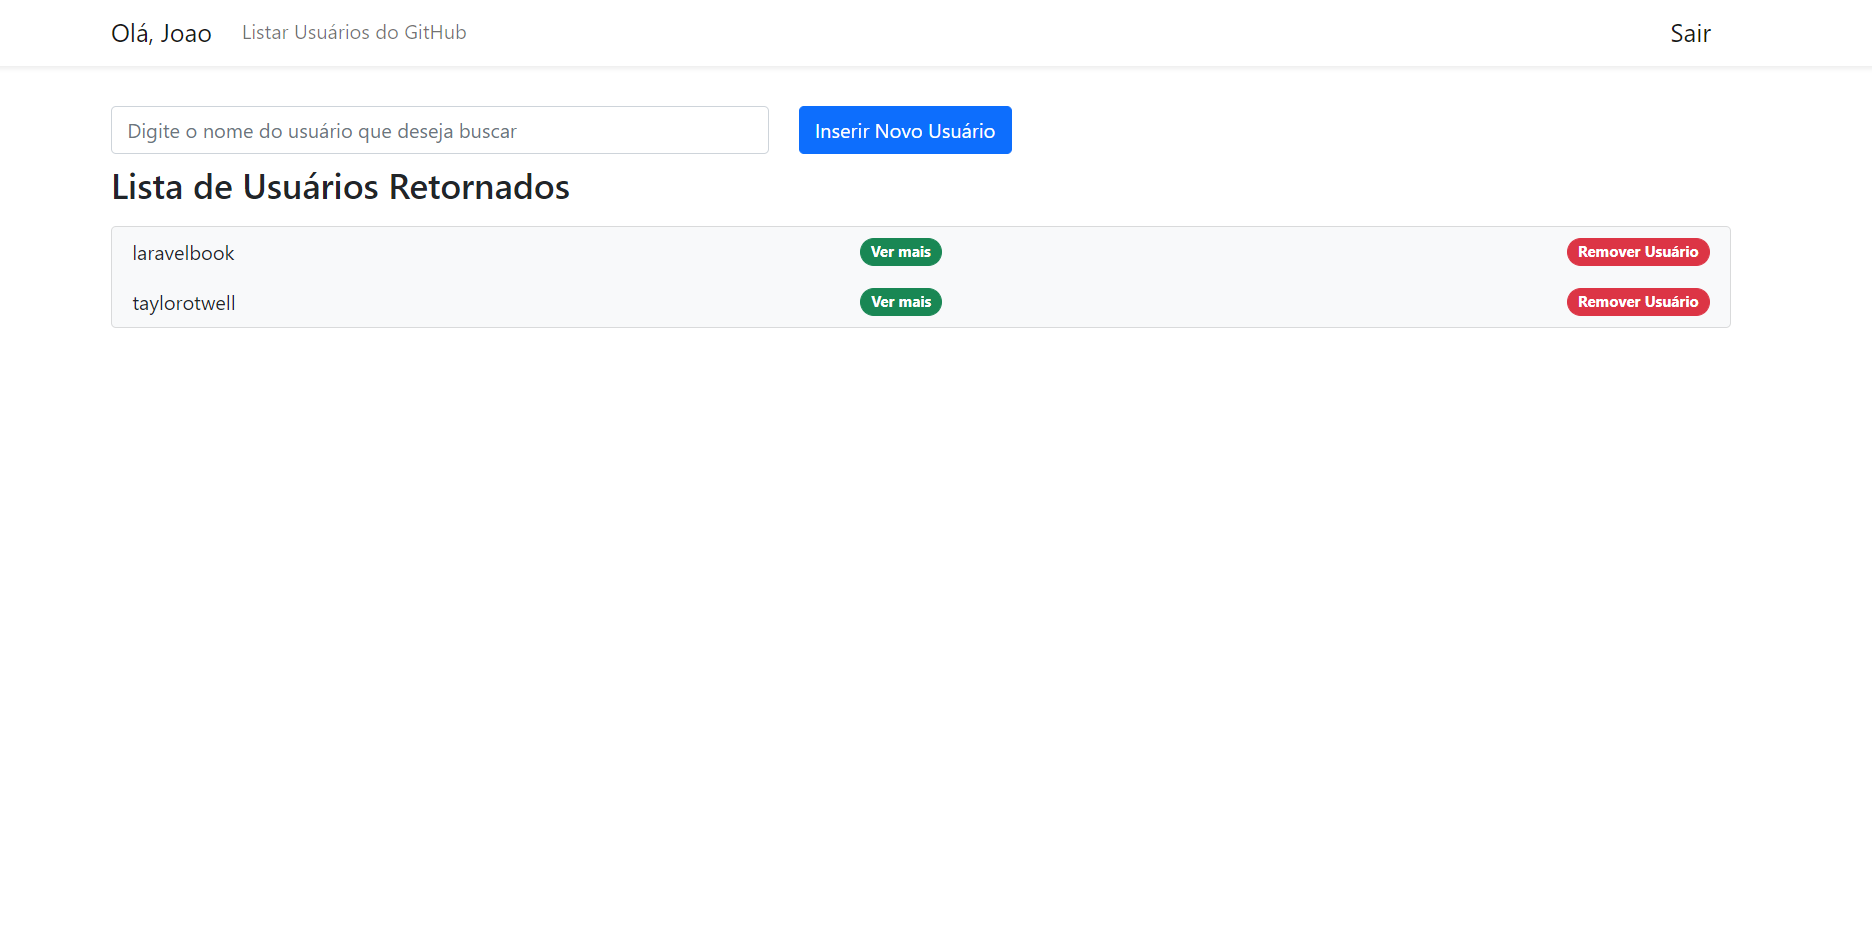 Olá, Joao Listar Usuários do GitHub Sair
Digite o nome do usuário que deseja buscar Inserir Novo Usuário
Lista de Usuários Retornados
laravelbook Ver mais Remover Usuário
taylorotwell Ver mais Remover Usuário